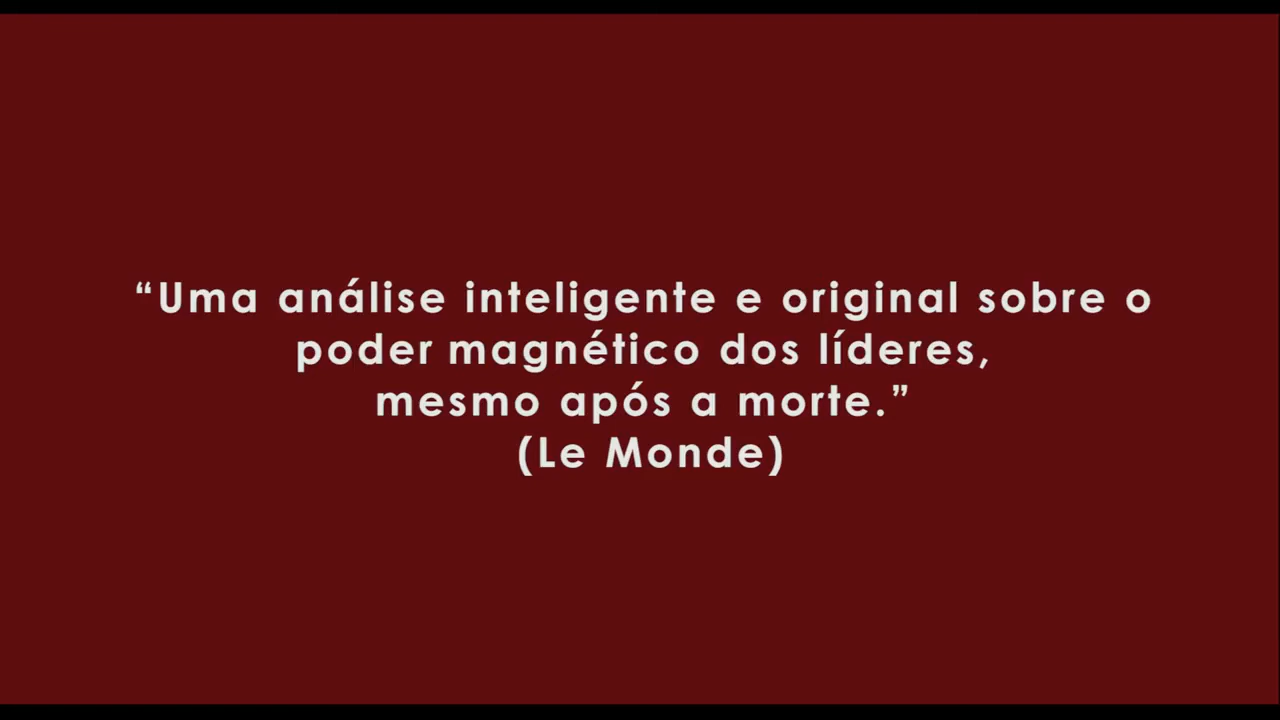 “Uma análise inteligente e original sobre o
poder magnético dos líderes,
mesmo após a morte.”
(Le Monde)